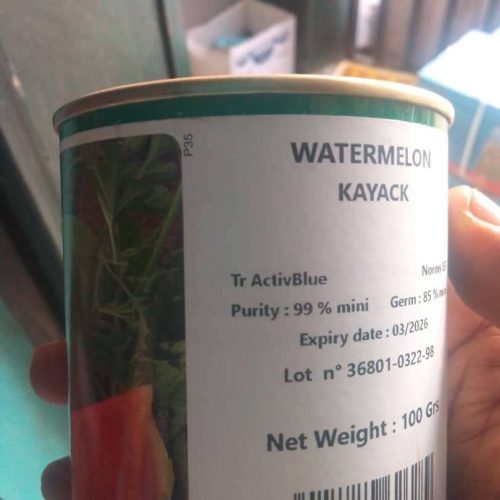 P35
WATERMELON
KAYACK
Tr ActivBlue Norms
Purity : 99 % mini Germ : 85 %
Expiry date : 03/2026
Lot n° 36801-0322-98
Net Weight : 100 Grs